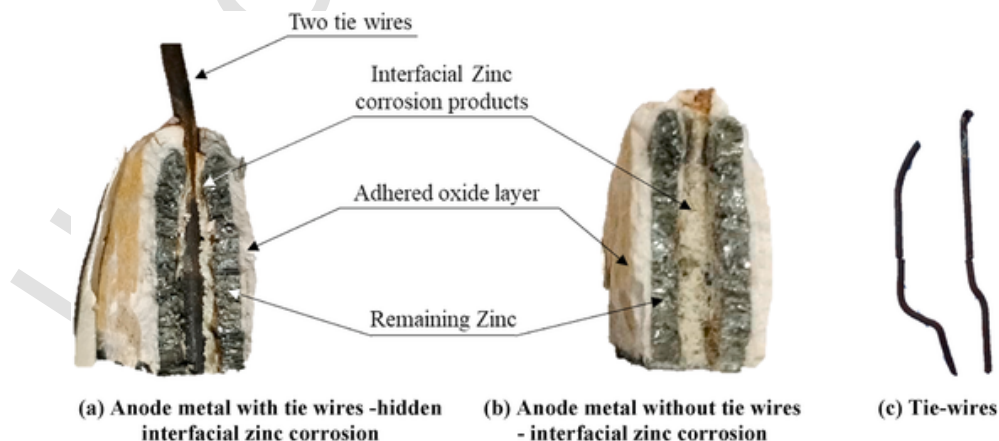 Two tie wires
Interfacial Zinc
corrosion products
Adhered oxide layer
Remaining Zinc
(a) Anode metal with tie wires -hidden
interfacial zinc corrosion
(b) Anode metal without tie wires
- interfacial zinc corrosion
(c) Tie-wires